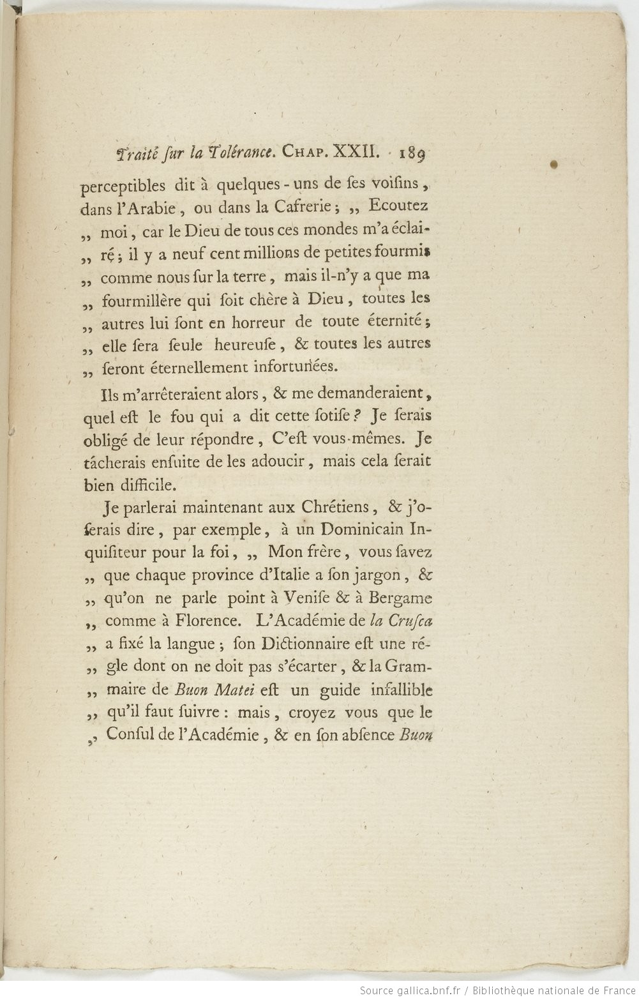 Traité ſur la Tolérance. CHAP. XXII. 189
perceptibles dit à quelques-uns de ſes voiſins,
dans l'Arabie, ou dans la Cafrerie; „ Ecoutez
„ moi, car le Dieu de tous ces mondes m'a éclai-
„ ré; il y a neuf cent millions de petites fourmis
„ comme nous ſur la terre, mais il-n'y a que ma
„ fourmillère qui ſoit chère à Dieu, toutes les
„ autres lui ſont en horreur de toute éternité;
„ elle ſera ſeule heureuſe, & toutes les autres
„ ſeront éternellement infortunées.
Ils m'arrêteraient alors, & me demanderaient,
quel eſt le fou qui a dit cette ſotiſe? Je ſerais
obligé de leur répondre, C'eſt vous-mêmes. Je
tâcherais enſuite de les adoucir, mais cela ſerait
bien difficile.
Je parlerai maintenant aux Chrétiens, & j'o-
ſerais dire, par exemple, à un Dominicain In-
quiſiteur pour la foi, „ Mon frère, vous ſavez
„ que chaque province d'Italie a ſon jargon, &
„ qu'on ne parle point à Veniſe & à Bergame
„ comme à Florence. L'Académie de la Cruſca
„ a fixé la langue; ſon Dictionnaire eſt une ré-
„ gle dont on ne doit pas s'écarter, & la Gram-
„ maire de Buon Matei eſt un guide infallible
„ qu'il faut ſuivre: mais, croyez vous que le
„ Conſul de l'Académie, & en ſon abſence Buon
Source gallica.bnf.fr / Bibliothèque nationale de France